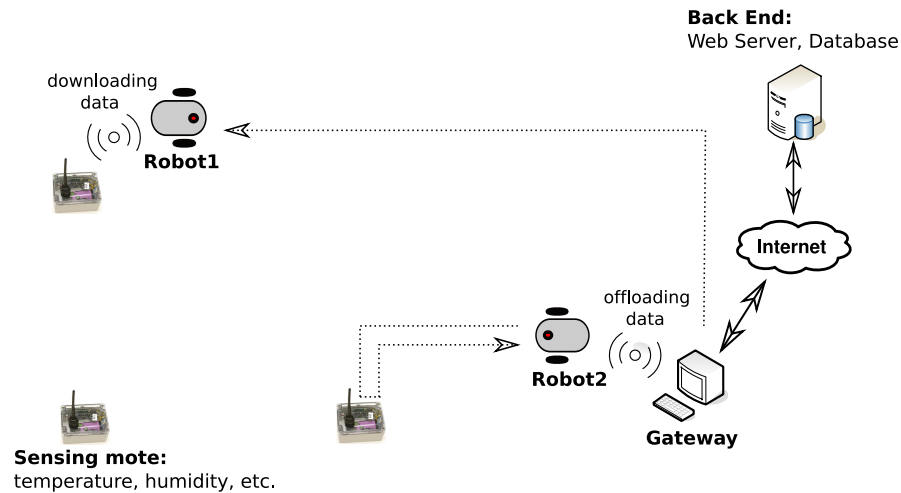 Back End:
Web Server, Database
downloading
data
Robot1
Internet
offloading
data
Robot2
Gateway
Sensing mote:
temperature, humidity, etc.